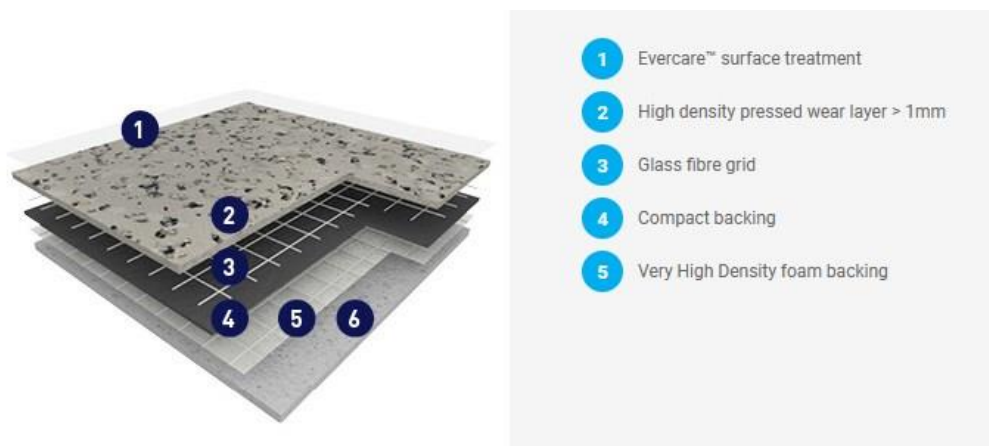 1
2
3
4
5
6
1 Evercare™ surface treatment
2 High density pressed wear layer > 1mm
3 Glass fibre grid
4 Compact backing
5 Very High Density foam backing